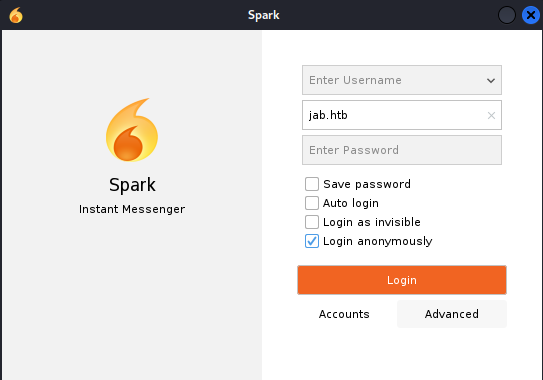 Spark
Spark
Instant Messenger
Enter Username
jab.htb
Enter Password
Save password
Auto login
Login as invisible
Login anonymously
Login
Accounts
Advanced